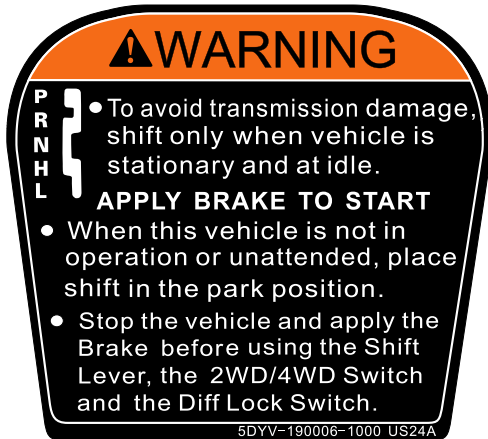 WARNING
P
R
N
H
L
• To avoid transmission damage,
shift only when vehicle is
stationary and at idle.
APPLY BRAKE TO START
• When this vehicle is not in
operation or unattended, place
shift in the park position.
• Stop the vehicle and apply the
Brake before using the Shift
Lever, the 2WD/4WD Switch
and the Diff Lock Switch.
5DYV-190006-1000 US24A